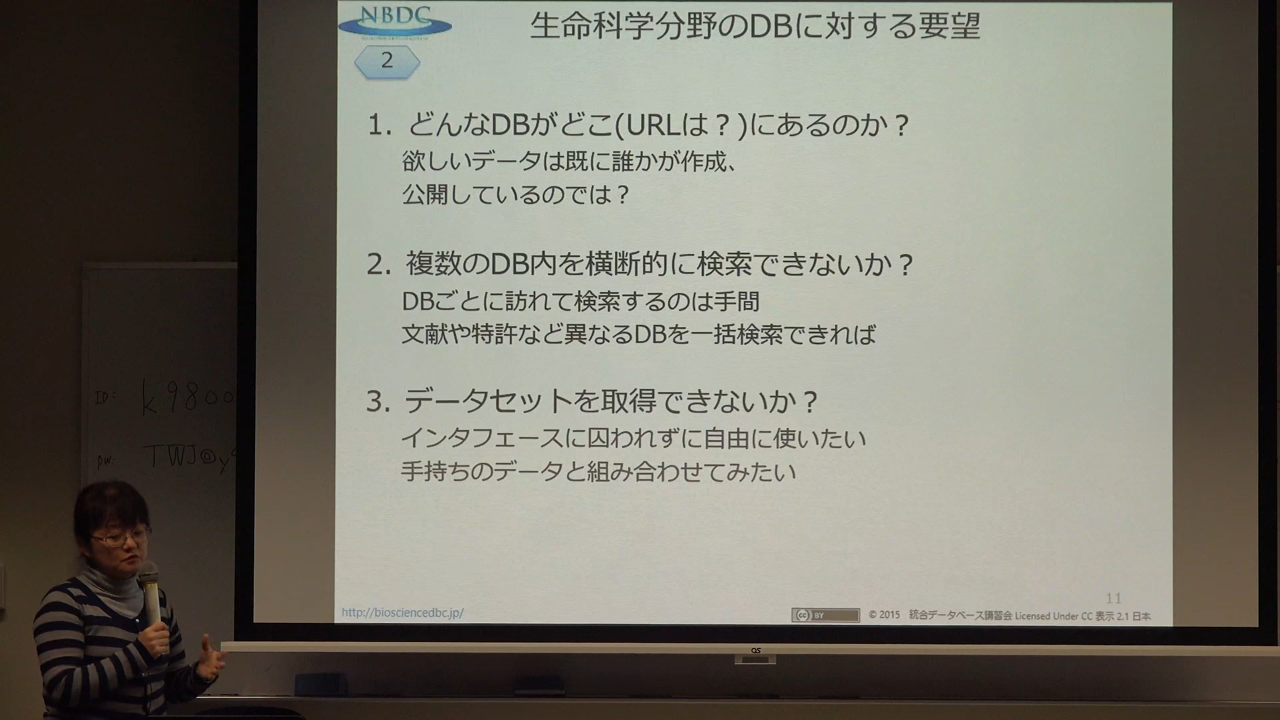 NBDC
生命科学分野のDBに対する要望
2
1. どんなDBがどこ(URLは？)にあるのか？
欲しいデータは既に誰かが作成、
公開しているのでは？
2. 複数のDB内を横断的に検索できないか？
DBごとに訪れて検索するのは手間
文献や特許など異なるDBを一括検索できれば
3. データセットを取得できないか？
インタフェースに囚われずに自由に使いたい
手持ちのデータと組み合わせてみたい
11
http://biosciencedbc.jp/
cc BY
© 2015 統合データベース講習会 Licensed Under CC 表示 2.1 日本
ID: k9800
pw. TWJ@y
OS